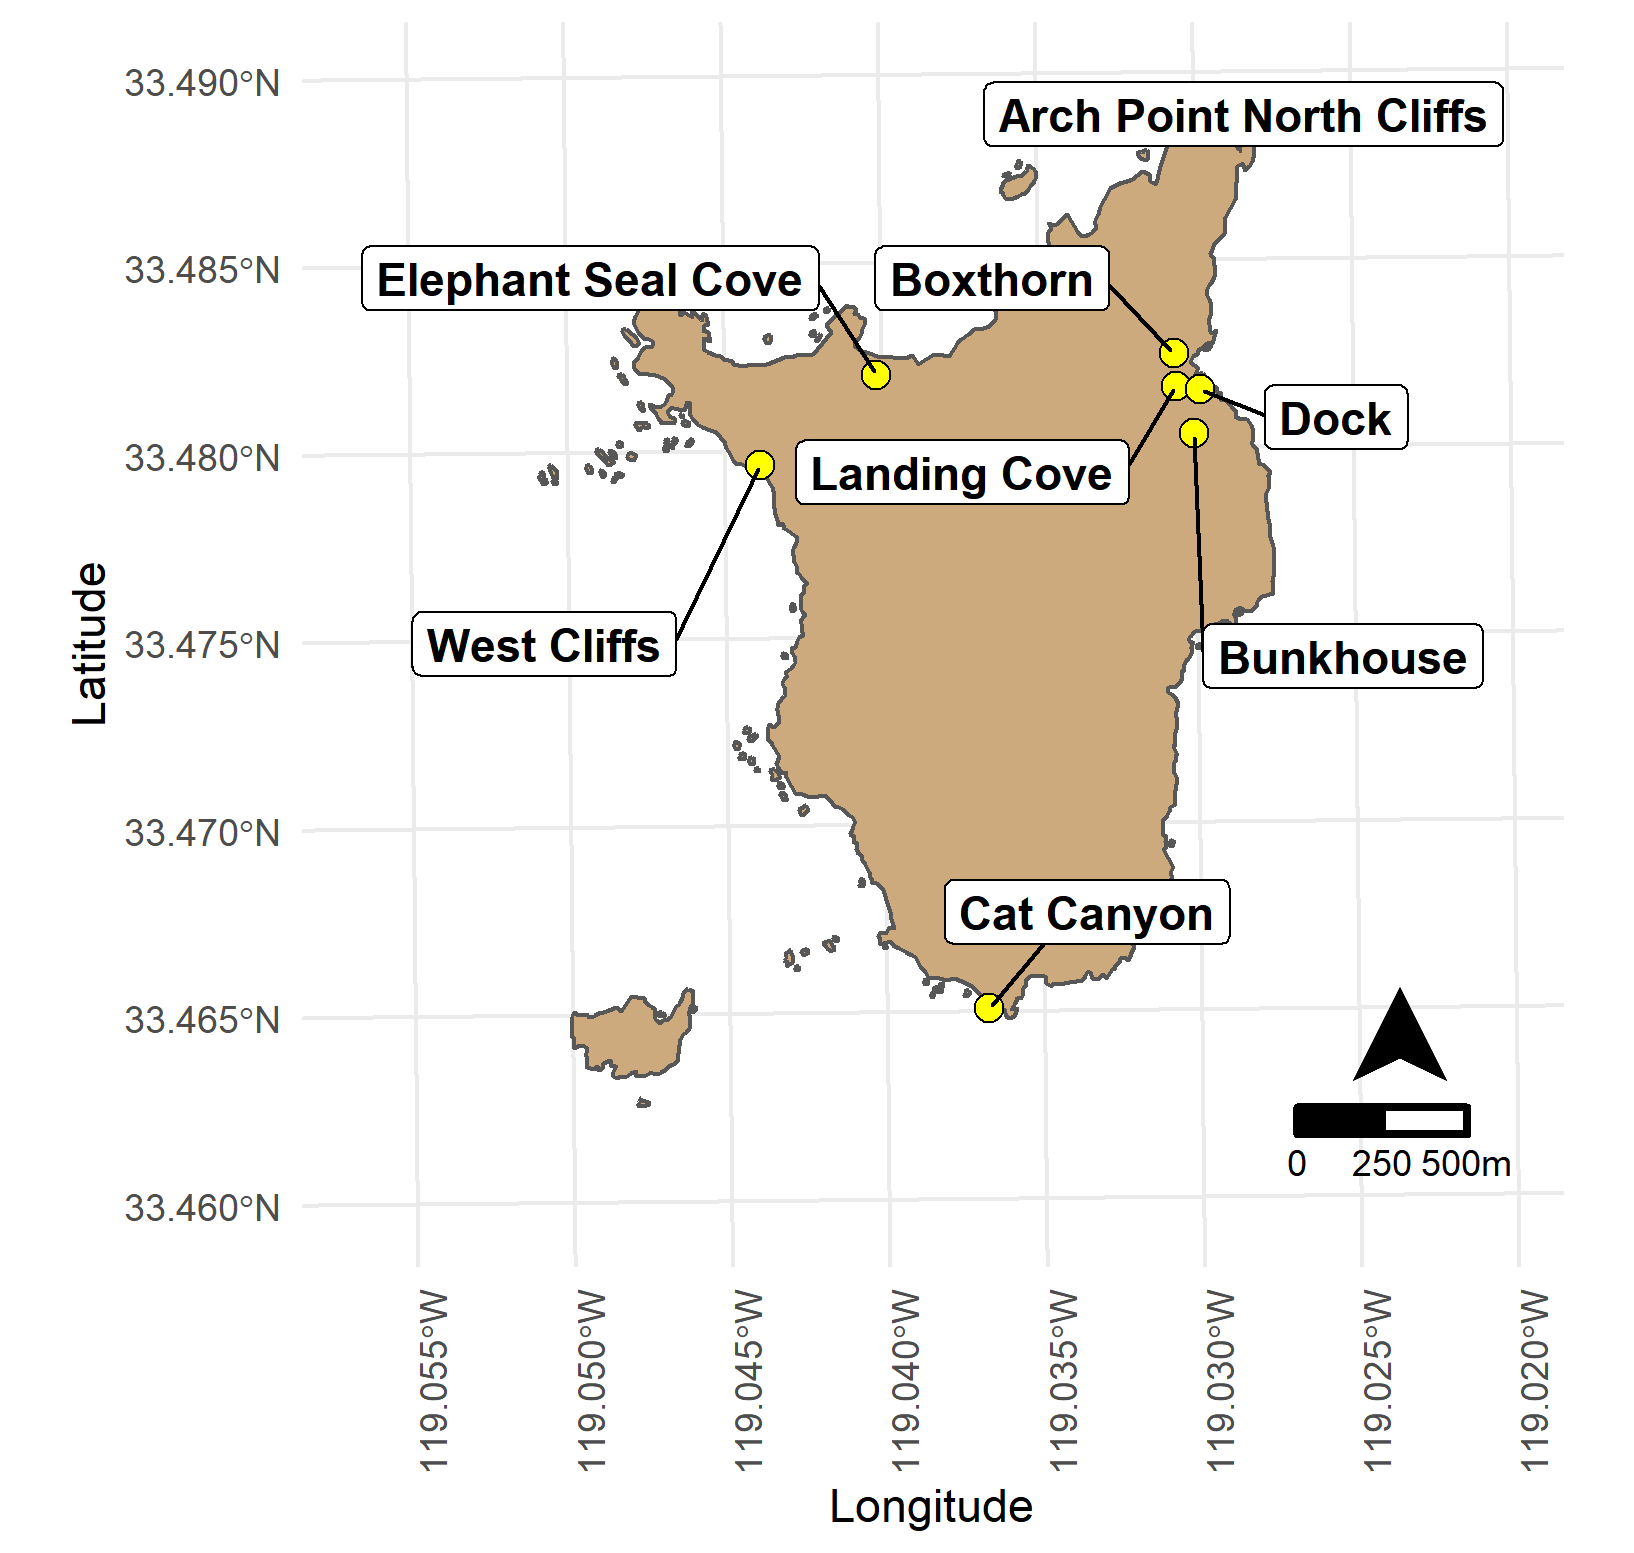 33.490°N
Arch Point North Cliffs
33.485°N
Elephant Seal Cove
Boxthorn
Dock
33.480°N
Landing Cove
Latitude
33.475°N
West Cliffs
Bunkhouse
33.470°N
Cat Canyon
33.465°N
0 250 500m
33.460°N
119.055°W
119.050°W
119.045°W
119.040°W
119.035°W
119.030°W
119.025°W
119.020°W
Longitude